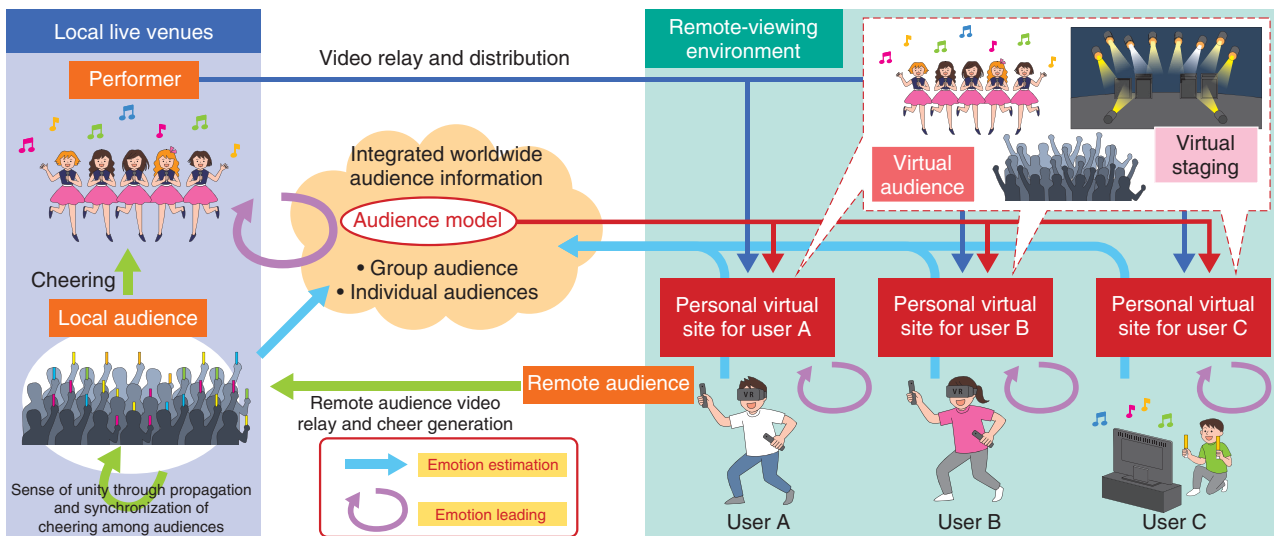 Local live venues
Performer
Cheering
Local audience
Sense of unity through propagation
and synchronization of
cheering among audiences
Video relay and distribution
Integrated worldwide
audience information
Audience model
• Group audience
• Individual audiences
Remote audience
Remote audience video
relay and cheer generation
Emotion estimation
Emotion leading
Remote-viewing
environment
Virtual
audience
Virtual
staging
Personal virtual
site for user A
Personal virtual
site for user B
Personal virtual
site for user C
VR
VR
User A
User B
User C